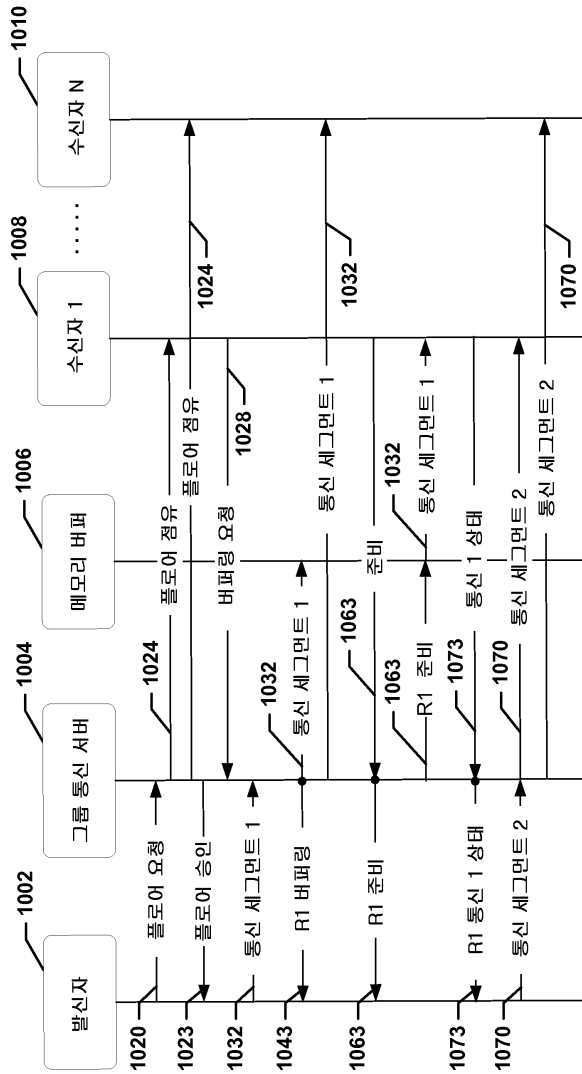 1002
1004
1006
1008
1010
발신자
그룹 통신 서버
메모리 버퍼
수신자 1
.....
수신자 N
1020
플로어 요청
1024
플로어 점유
플로어 점유
1024
1023
플로어 승인
버퍼링 요청
1028
1032
통신 세그먼트 1
1043
R1 버퍼링
1032
통신 세그먼트 1
통신 세그먼트 1
1032
1063
R1 준비
1063
준비
1063
R1 준비
1032
통신 세그먼트 1
1073
R1 통신 1 상태
1073
통신 1 상태
1070
통신 세그먼트 2
1070
통신 세그먼트 2
통신 세그먼트 2
1070